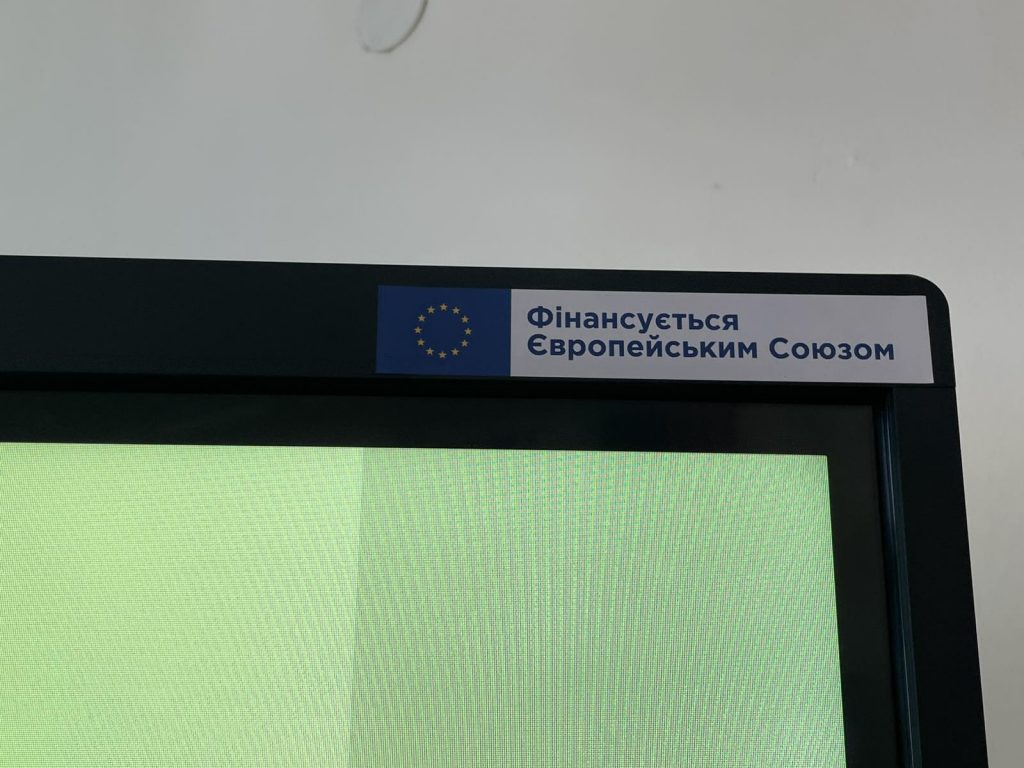 Фінансується
Європейським Союзом